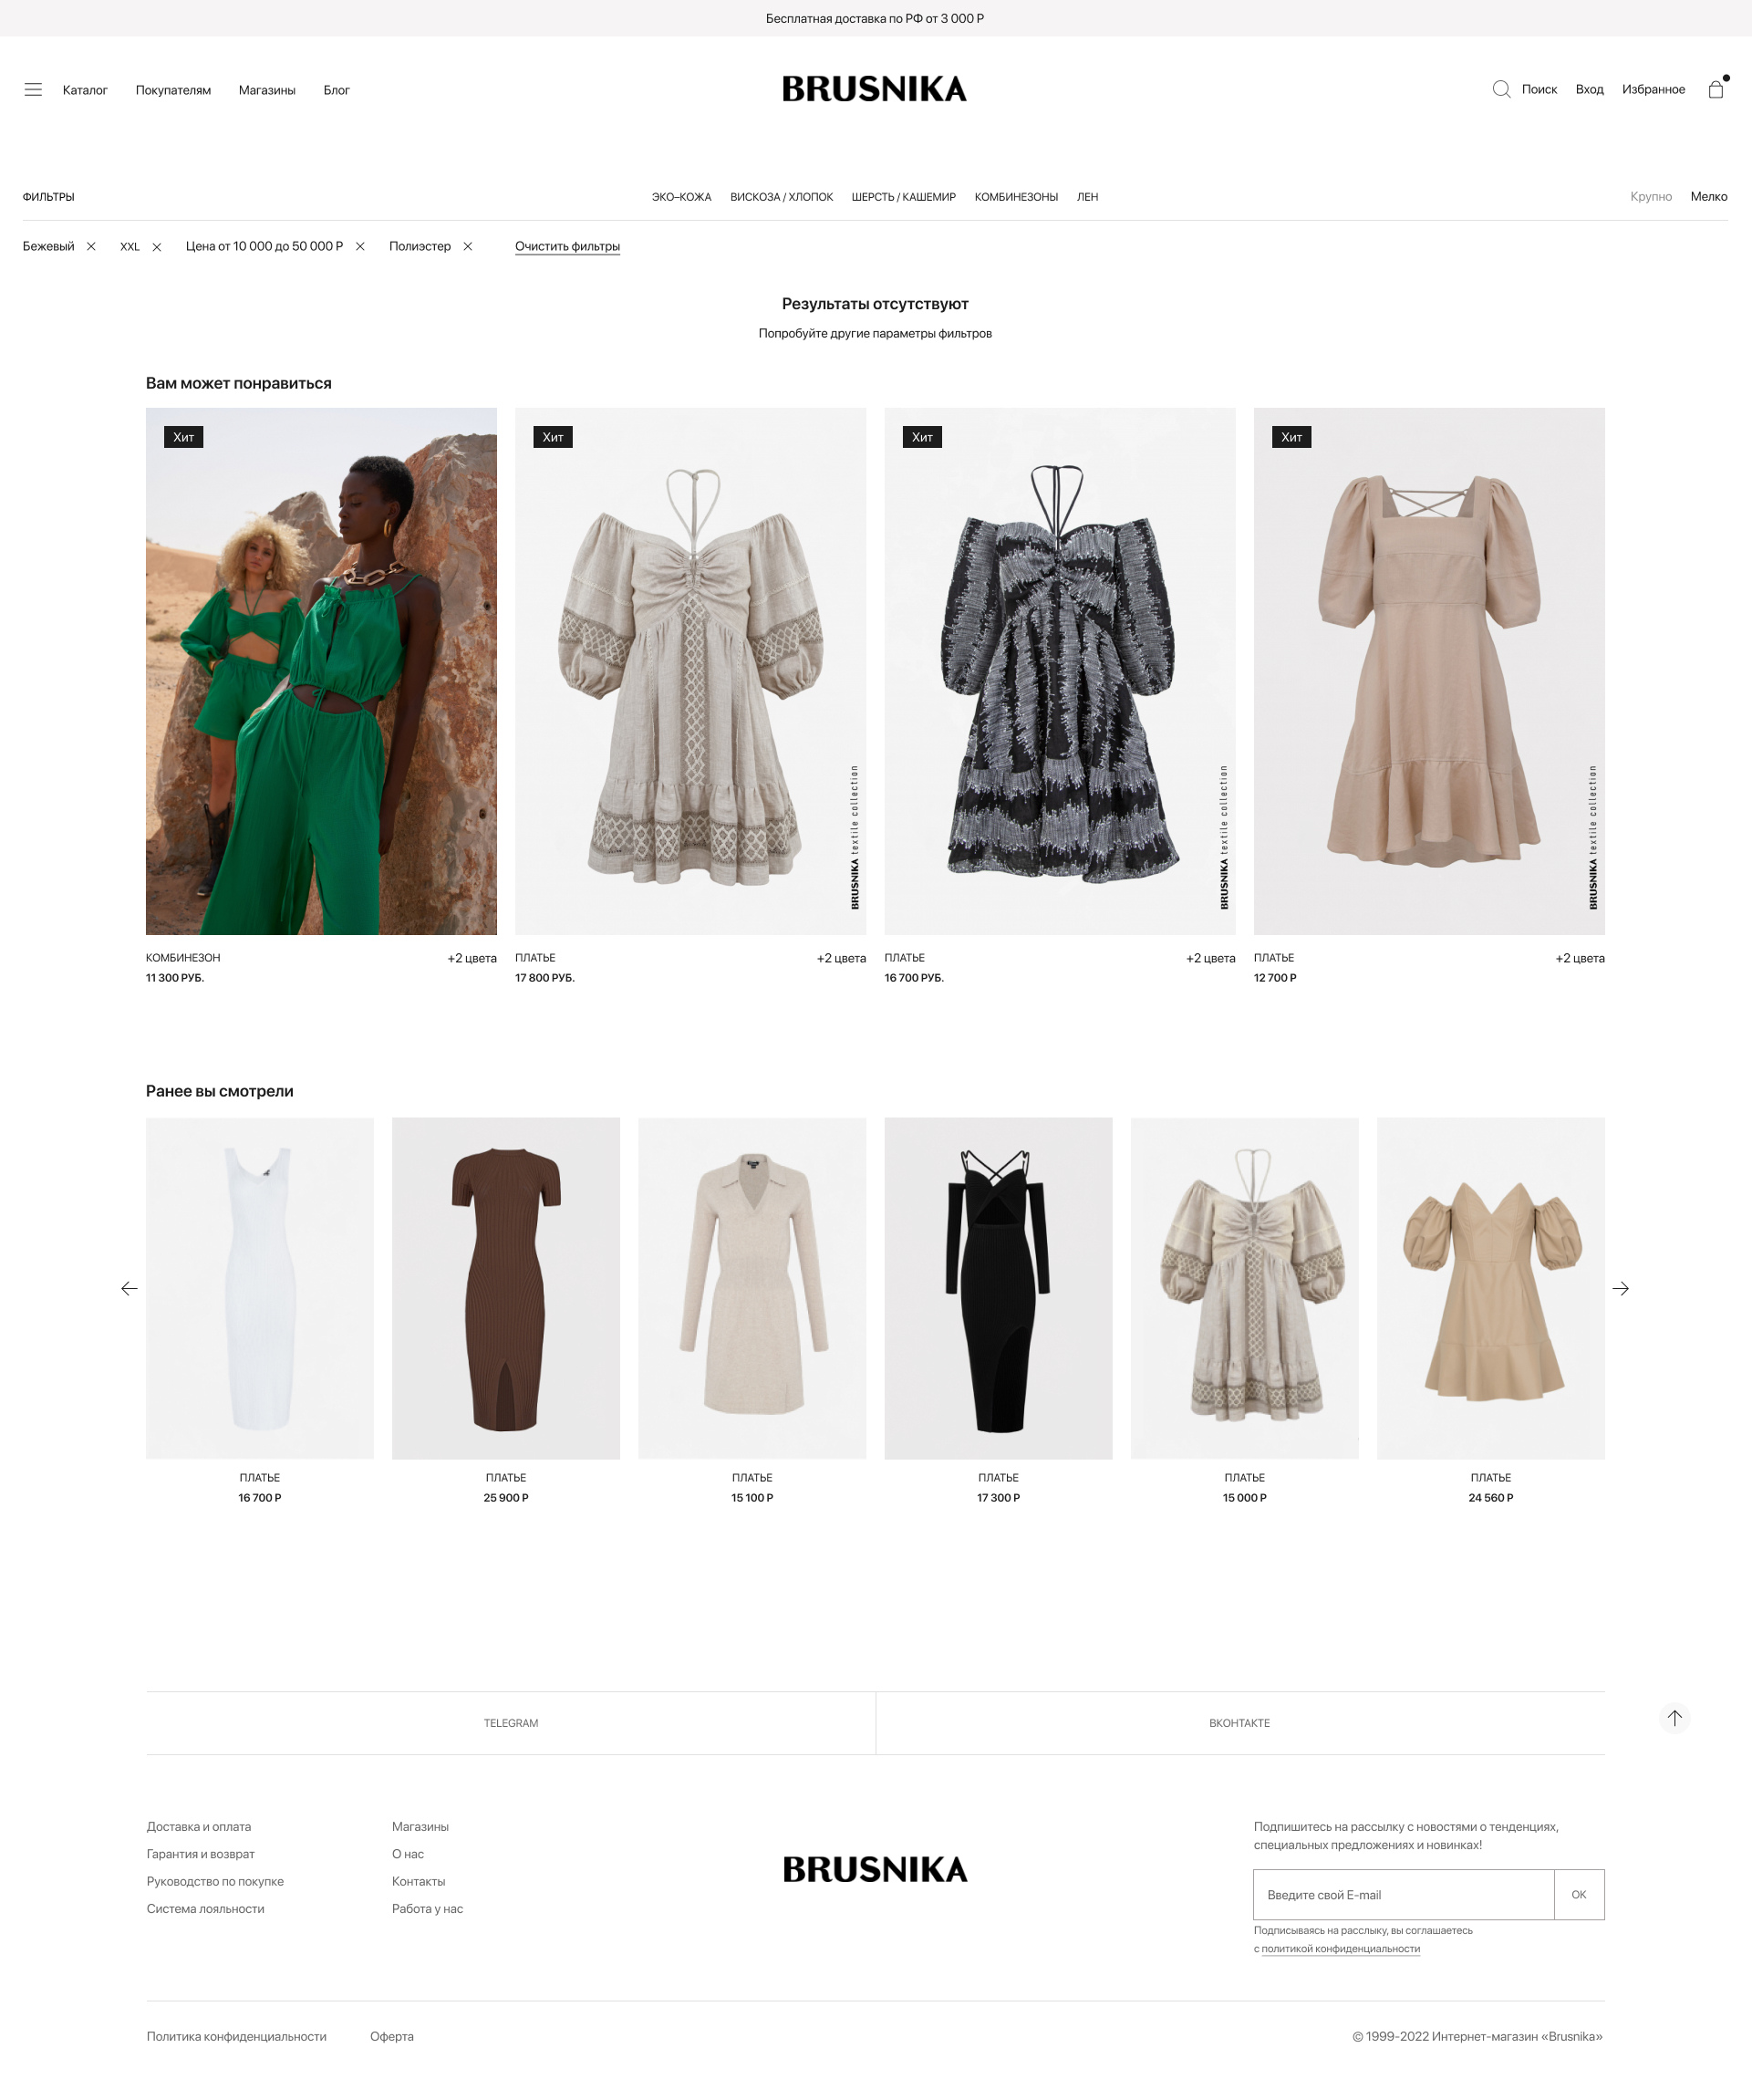 Бесплатная доставка по РФ от 3 000 Р
Каталог Покупателям Магазины Блог BRUSNIKA Поиск Вход Избранное
ФИЛЬТРЫ ЭКО–КОЖА ВИСКОЗА / ХЛОПОК ШЕРСТЬ / КАШЕМИР КОМБИНЕЗОНЫ ЛЕН Крупно Мелко
Бежевый XXL Цена от 10 000 до 50 000 Р Полиэстер Очистить фильтры
Результаты отсутствуют
Попробуйте другие параметры фильтров
Вам может понравиться
Хит Хит Хит Хит
BRUSNIKA textile collection
BRUSNIKA textile collection
BRUSNIKA textile collection
КОМБИНЕЗОН +2 цвета ПЛАТЬЕ +2 цвета ПЛАТЬЕ +2 цвета ПЛАТЬЕ +2 цвета
11 300 РУБ. 17 800 РУБ. 16 700 РУБ. 12 700 Р
Ранее вы смотрели
ПЛАТЬЕ ПЛАТЬЕ ПЛАТЬЕ ПЛАТЬЕ ПЛАТЬЕ ПЛАТЬЕ
16 700 Р 25 900 Р 15 100 Р 17 300 Р 15 000 Р 24 560 Р
TELEGRAM ВКОНТАКТЕ
Доставка и оплата Магазины Подпишитесь на рассылку с новостями о тенденциях,
специальных предложениях и новинках!
Гарантия и возврат О нас BRUSNIKA
Руководство по покупке Контакты
Введите свой E-mail OK
Система лояльности Работа у нас
Подписываясь на расслыку, вы соглашаетесь
с политикой конфиденциальности
Политика конфиденциальности Оферта © 1999-2022 Интернет-магазин «Brusnika»